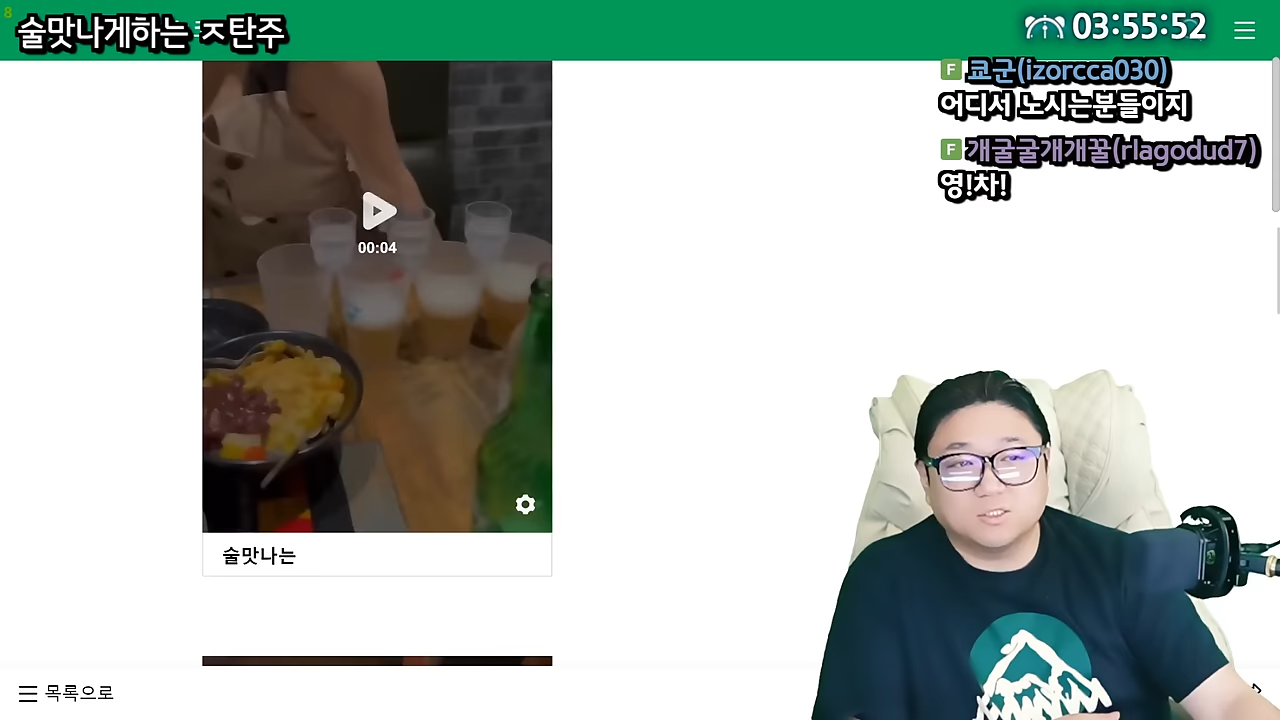 8
술맛나게하는 ㅈ탄주
03:55:52
F 쿄군(izorcca030)
어디서 노시는분들이지
F 개굴굴개개꿀(rlagodud7)
영!차!
00:04
술맛나는
목록으로